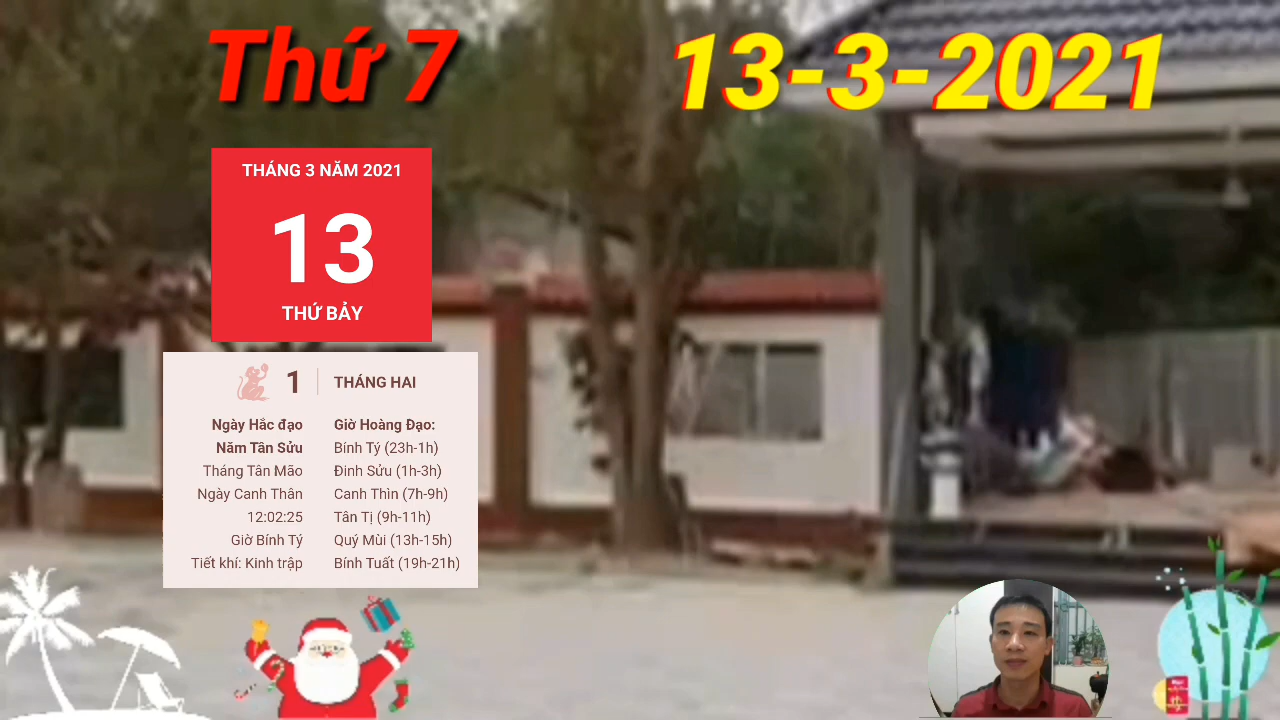 Thứ 7
13-3-2021
THÁNG 3 NĂM 2021
13
THỨ BẢY
1
THÁNG HAI
Ngày Hắc đạo
Năm Tân Sửu
Tháng Tân Mão
Ngày Canh Thân
12:02:25
Giờ Bính Tý
Tiết khí: Kinh trập
Giờ Hoàng Đạo:
Bính Tý (23h-1h)
Đinh Sửu (1h-3h)
Canh Thìn (7h-9h)
Tân Tị (9h-11h)
Quý Mùi (13h-15h)
Bính Tuất (19h-21h)